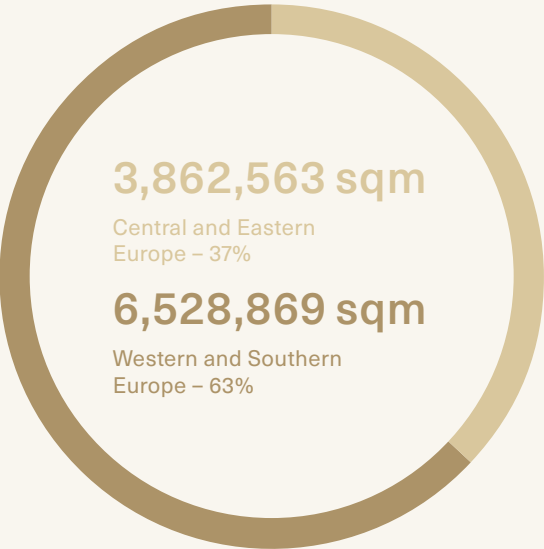 3,862,563 sqm
Central and Eastern
Europe – 37%
6,528,869 sqm
Western and Southern
Europe – 63%